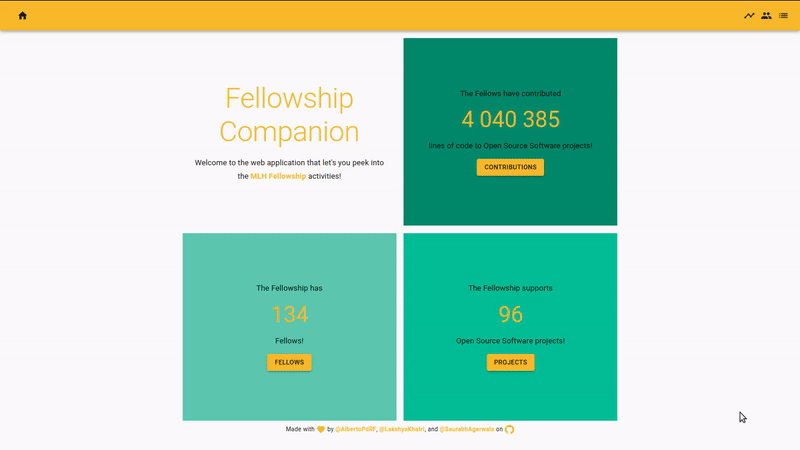 Fellowship
Companion
Welcome to the web application that let's you peek into
the MLH Fellowship activities!
The Fellows have contributed
4 040 385
lines of code to Open Source Software projects!
CONTRIBUTIONS
The Fellowship has
134
Fellows!
FELLOWS
The Fellowship supports
96
Open Source Software projects!
PROJECTS
Made with by @AlbertoPdRF, @LakshyaKhatri, and @SaurabhAgarwala on